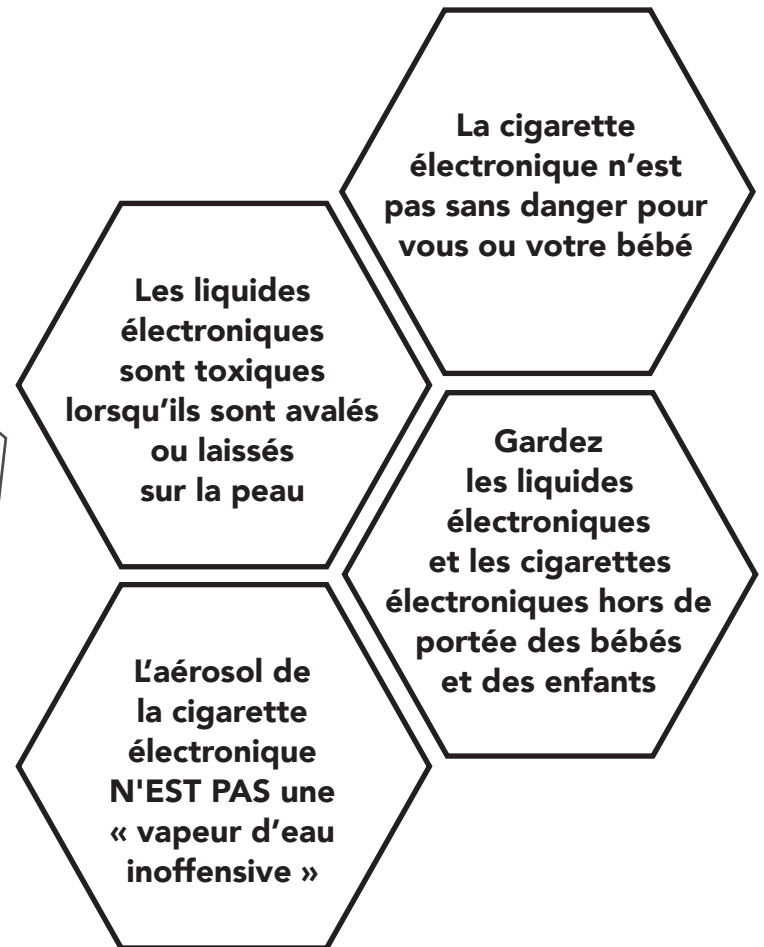 La cigarette
électronique n’est
pas sans danger pour
vous ou votre bébé
Les liquides
électroniques
sont toxiques
lorsqu’ils sont avalés
ou laissés
sur la peau
Gardez
les liquides
électroniques
et les cigarettes
électroniques hors de
portée des bébés
et des enfants
L’aérosol de
la cigarette
électronique
N'EST PAS une
« vapeur d’eau
inoffensive »